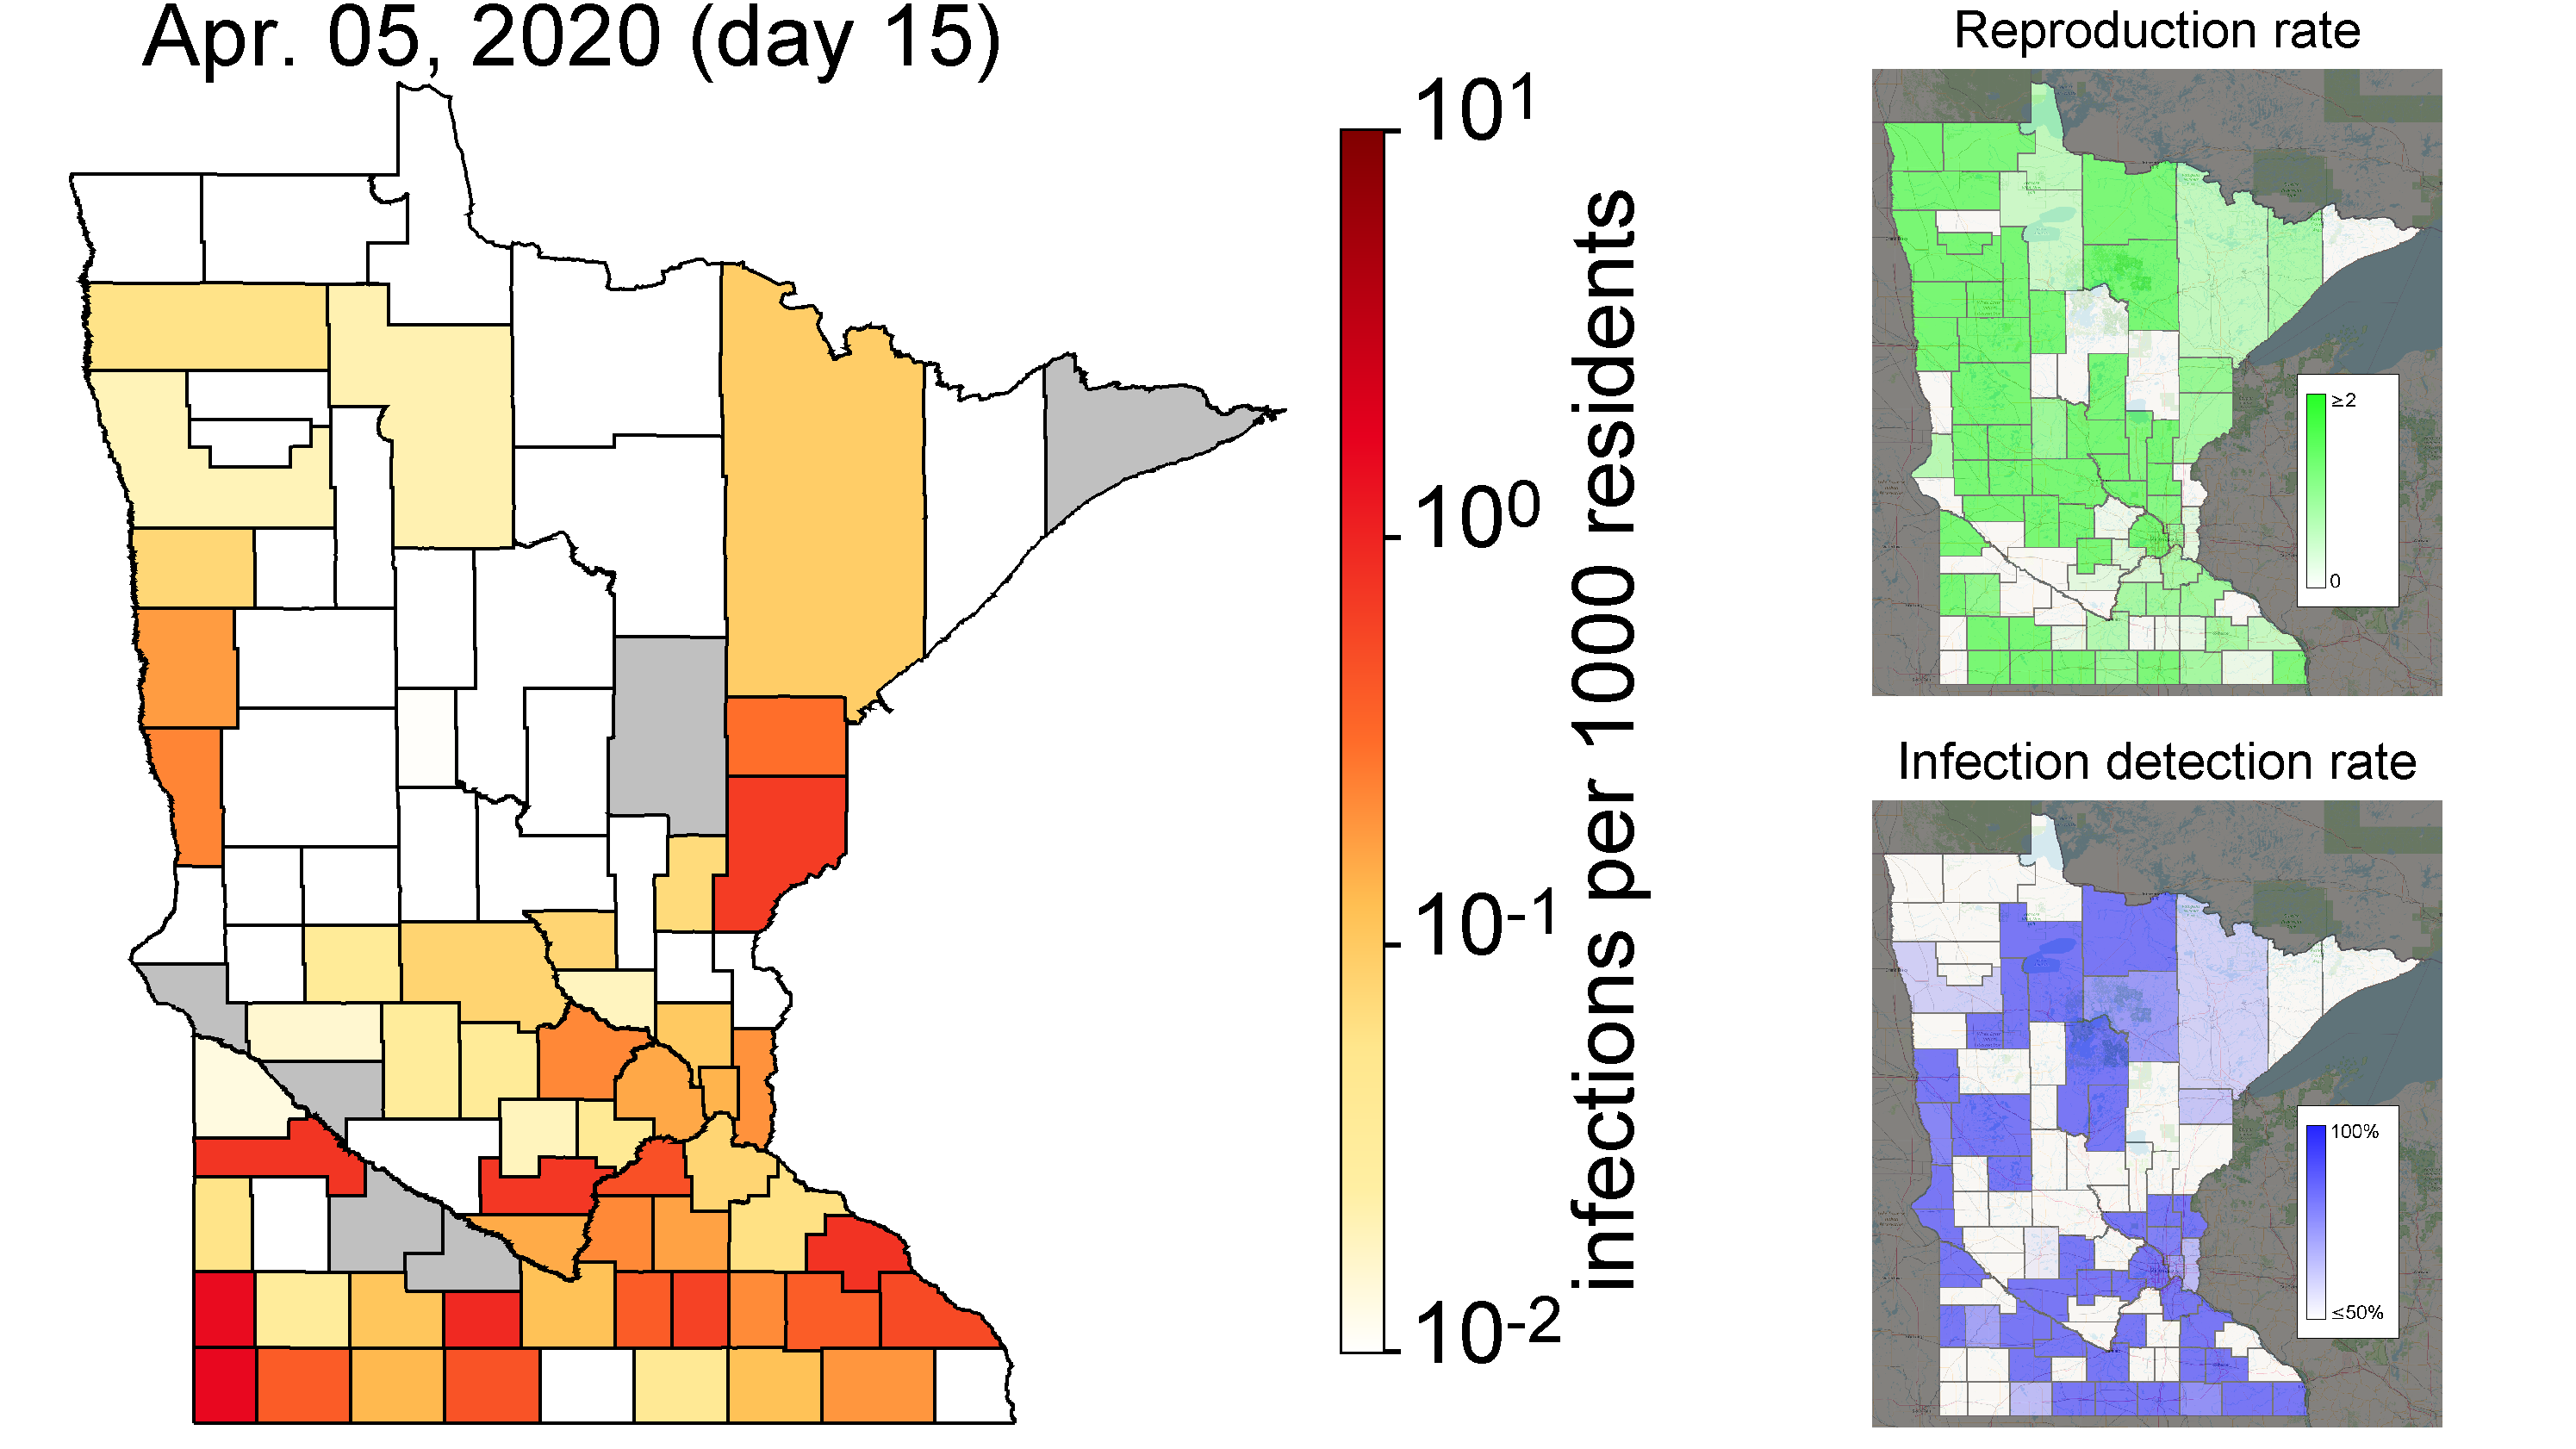 Apr. 05, 2020 (day 15)
10¹
10⁰
10⁻¹
10⁻²
infections per 1000 residents
Reproduction rate
≥2
0
Infection detection rate
100%
≤50%